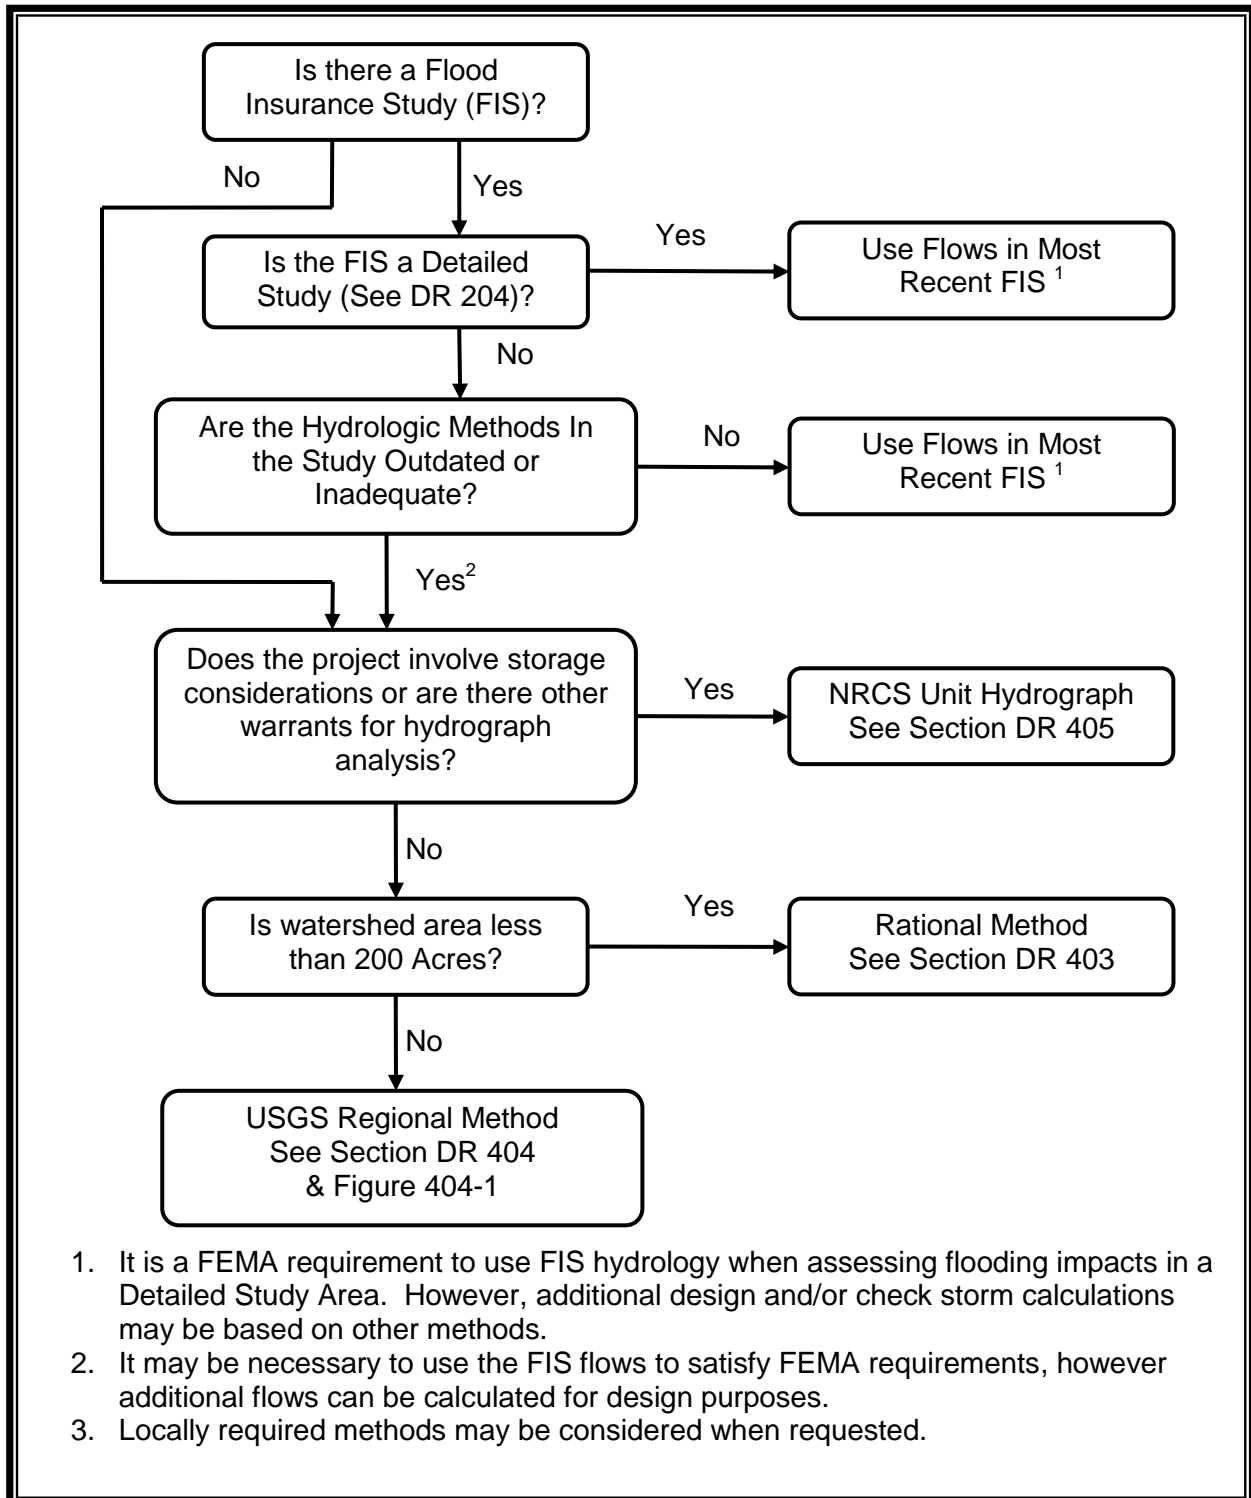 Is there a Flood
Insurance Study (FIS)?
No
Yes
Is the FIS a Detailed
Study (See DR 204)?
Yes
Use Flows in Most
Recent FIS 1
No
Are the Hydrologic Methods In
the Study Outdated or
Inadequate?
No
Use Flows in Most
Recent FIS 1
Yes2
Does the project involve storage
considerations or are there other
warrants for hydrograph
analysis?
Yes
NRCS Unit Hydrograph
See Section DR 405
No
Is watershed area less
than 200 Acres?
Yes
Rational Method
See Section DR 403
No
USGS Regional Method
See Section DR 404
& Figure 404-1
1. It is a FEMA requirement to use FIS hydrology when assessing flooding impacts in a
Detailed Study Area.  However, additional design and/or check storm calculations
may be based on other methods.
2. It may be necessary to use the FIS flows to satisfy FEMA requirements, however
additional flows can be calculated for design purposes.
3. Locally required methods may be considered when requested.